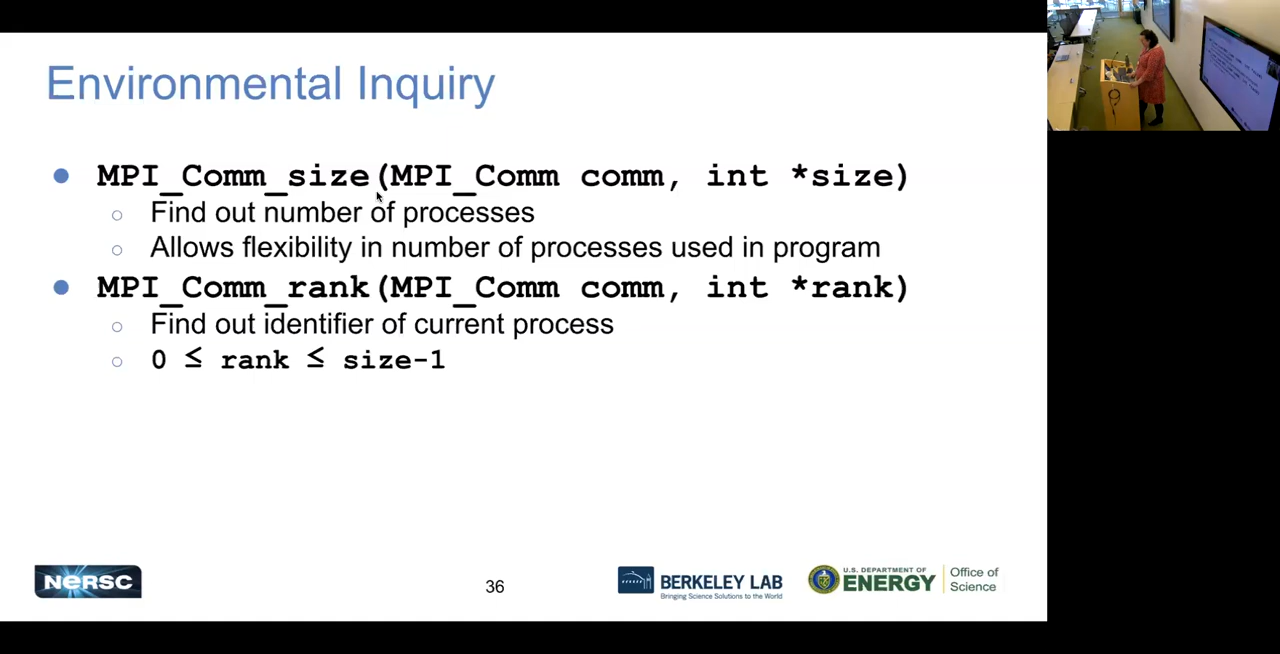 Environmental Inquiry
● MPI_Comm_size(MPI_Comm comm, int *size)
○ Find out number of processes
○ Allows flexibility in number of processes used in program
● MPI_Comm_rank(MPI_Comm comm, int *rank)
○ Find out identifier of current process
○ 0 ≤ rank ≤ size-1
NERSC
36
BERKELEY LAB
Bringing Science Solutions to the World
U.S. DEPARTMENT OF
ENERGY
Office of
Science